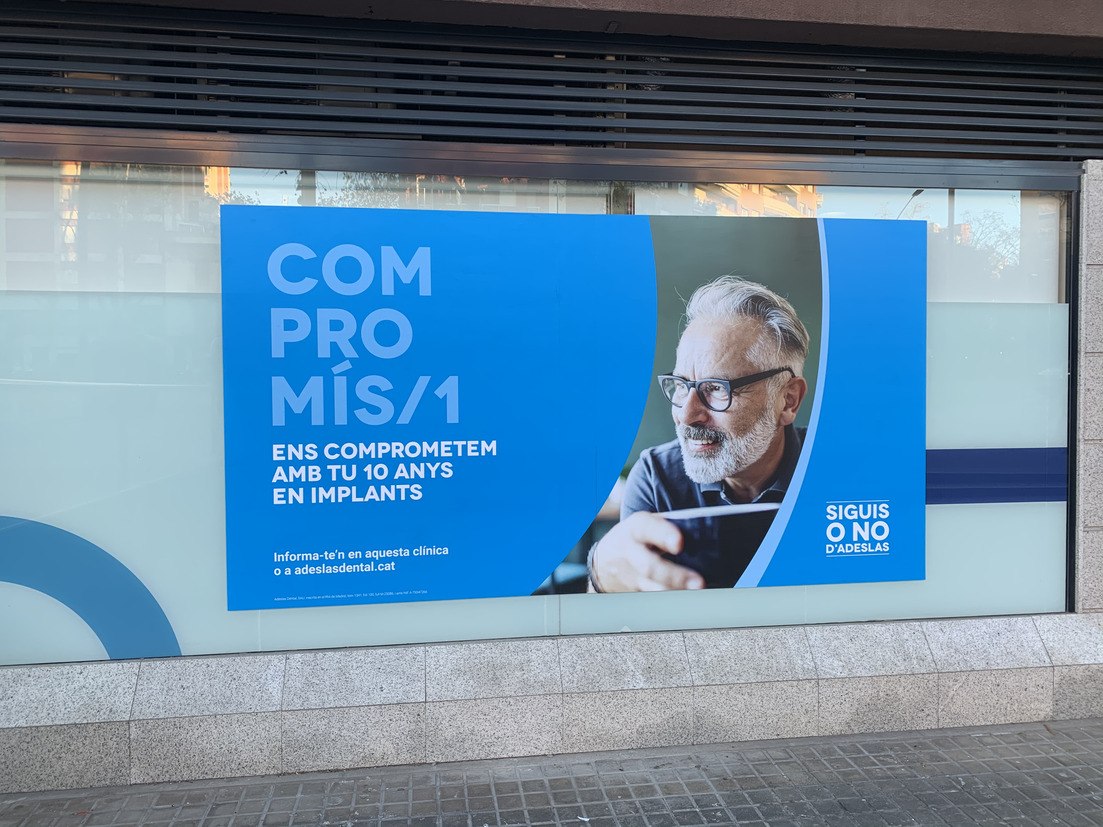 COM
PRO
MÍS/1
ENS COMPROMETEM
AMB TU 10 ANYS
EN IMPLANTS
Informa-te'n en aquesta clínica
o a adeslasdental.cat
SIGUIS
O NO
D'ADESLAS